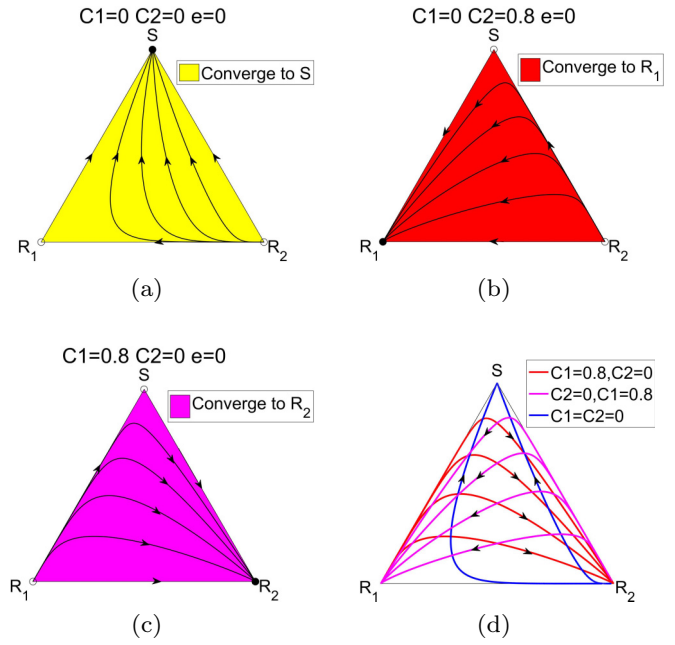 C1=0 C2=0 e=0
S
Converge to S
R1
R2
(a)
C1=0 C2=0.8 e=0
S
Converge to R1
R1
R2
(b)
C1=0.8 C2=0 e=0
S
Converge to R2
R1
R2
(c)
S
C1=0.8,C2=0
C2=0,C1=0.8
C1=C2=0
R1
R2
(d)